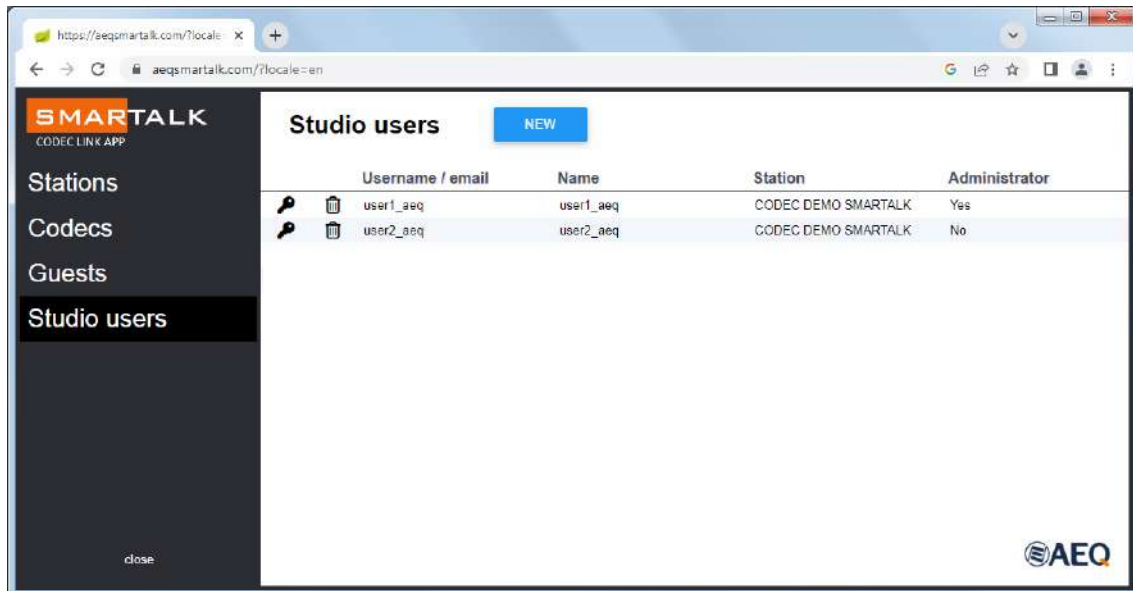 https://aeqsmartalk.com/?locale
aeqsmartalk.com/?locale=en
SMARTALK
CODEC LINK APP
Stations
Codecs
Guests
Studio users
close
Studio users
NEW
Username / email Name Station Administrator
user1_aeq user1_aeq CODEC DEMO SMARTALK Yes
user2_aeq user2_aeq CODEC DEMO SMARTALK No
AEQ